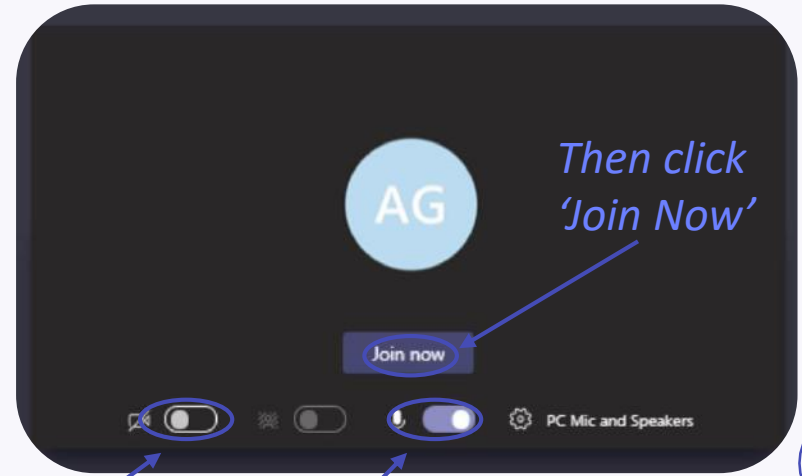 AG
Then click
‘Join Now’
Join now
PC Mic and Speakers